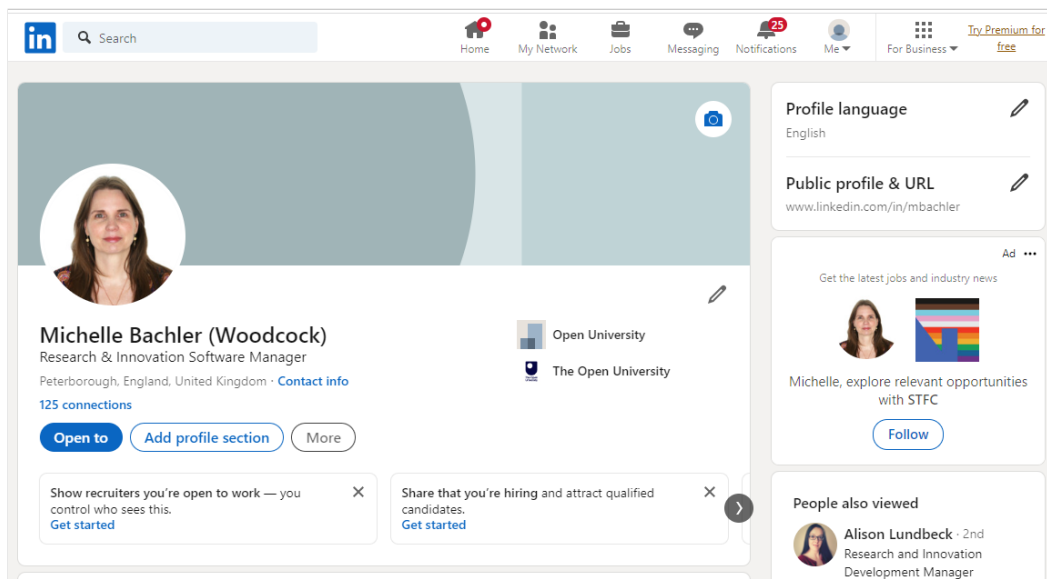 in
Search
Home
My Network
Jobs
Messaging
25
Notifications
Me
For Business
Try Premium for
free
Michelle Bachler (Woodcock)
Research & Innovation Software Manager
Peterborough, England, United Kingdom · Contact info
125 connections
Open to
Add profile section
More
Open University
The Open University
Show recruiters you're open to work — you
control who sees this.
Get started
Share that you're hiring and attract qualified
candidates.
Get started
Profile language
English
Public profile & URL
www.linkedin.com/in/mbachler
Ad
Get the latest jobs and industry news
Michelle, explore relevant opportunities
with STFC
Follow
People also viewed
Alison Lundbeck · 2nd
Research and Innovation
Development Manager